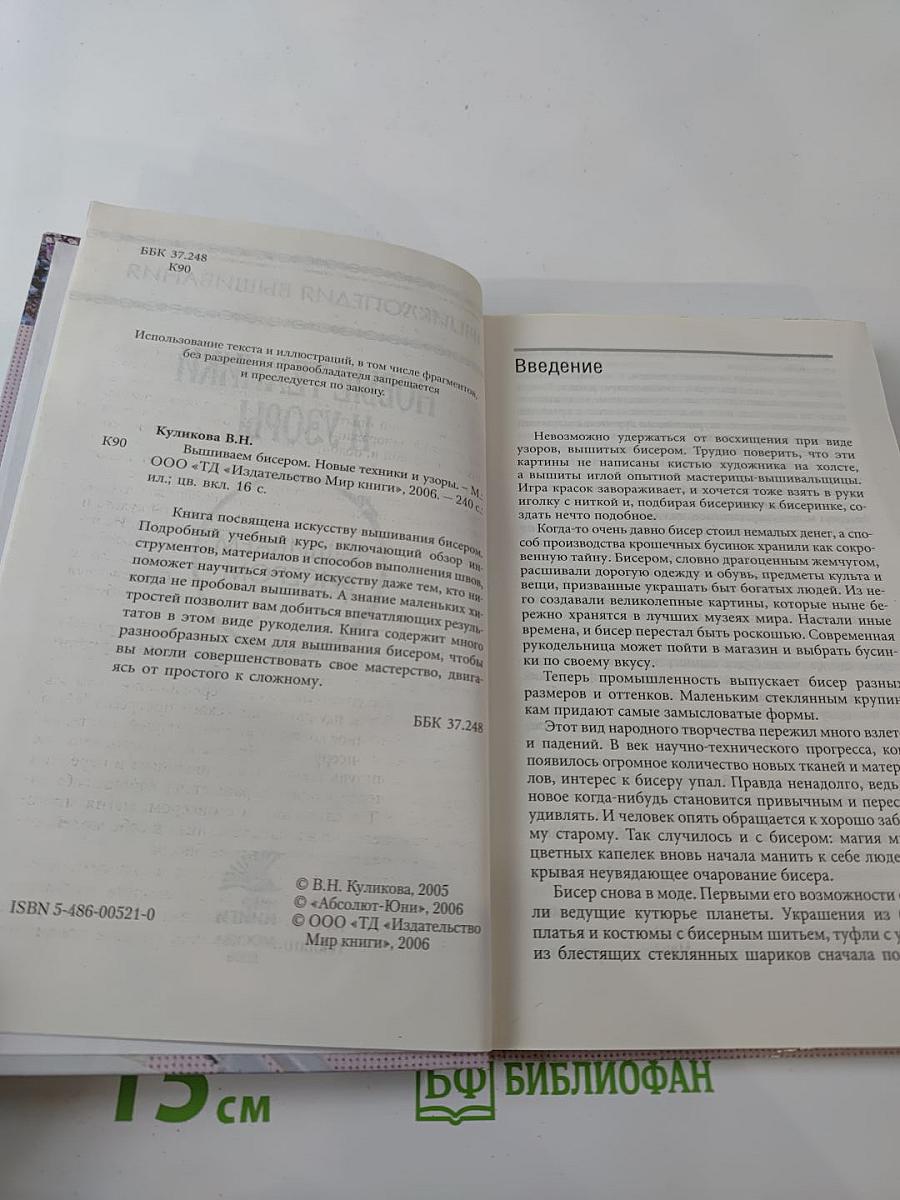 ББК 37.248
К90
Использование текста и иллюстраций, в том числе фрагментов,
без разрешения правообладателя запрещается
и преследуется по закону.
Куликова В.Н.
К90
Вышиваем бисером. Новые техники и узоры. – М.:
ООО «ТД «Издательство Мир книги», 2006. — 240 с.:
ил.; цв. вкл. 16 с.
Книга посвящена искусству вышивания бисером.
Подробный учебный курс, включающий обзор ин-
струментов, материалов и способов выполнения швов,
поможет научиться этому искусству даже тем, кто ни-
когда не пробовал вышивать. А знание маленьких хи-
тростей позволит вам добиться впечатляющих резуль-
татов в этом виде рукоделия. Книга содержит много
разнообразных схем для вышивания бисером, чтобы
вы могли совершенствовать свое мастерство, двига-
ясь от простого к сложному.
ББК 37.248
ISBN 5-486-00521-0
© В.Н. Куликова, 2005
© «Абсолют-Юни», 2006
© ООО «ТД «Издательство
Мир книги», 2006
Введение
Невозможно удержаться от восхищения при виде
узоров, вышитых бисером. Трудно поверить, что эти
картины не написаны кистью художника на холсте,
а вышиты иглой опытной мастерицы-вышивальщицы.
Игра красок завораживает, и хочется тоже взять в руки
иголку с ниткой и, подбирая бисеринку к бисеринке, со-
здать нечто подобное.
Когда-то очень давно бисер стоил немалых денег, а спо-
соб производства крошечных бусинок хранили как сокро-
венную тайну. Бисером, словно драгоценным жемчугом,
расшивали дорогую одежду и обувь, предметы культа и
вещи, призванные украшать быт богатых людей. Из не-
го создавали великолепные картины, которые ныне бе-
режно хранятся в лучших музеях мира. Настали иные
времена, и бисер перестал быть роскошью. Современная
рукодельница может пойти в магазин и выбрать бусин-
ки по своему вкусу.
Теперь промышленность выпускает бисер разных
размеров и оттенков. Маленьким стеклянным крупин
кам придают самые замысловатые формы.
Этот вид народного творчества пережил много взлет
и падений. В век научно-технического прогресса, ко
появилось огромное количество новых тканей и матер
лов, интерес к бисеру упал. Правда ненадолго, ведь
новое когда-нибудь становится привычным и перес
удивлять. И человек опять обращается к хорошо заб
му старому. Так случилось и с бисером: магия м
цветных капелек вновь начала манить к себе люде
крывая неувядающее очарование бисера.
Бисер снова в моде. Первыми его возможности
ли ведущие кутюрье планеты. Украшения из
платья и костюмы с бисерным шитьем, туфли с у
из блестящих стеклянных шариков сначала по
15 см
БФ БИБЛИОФАН